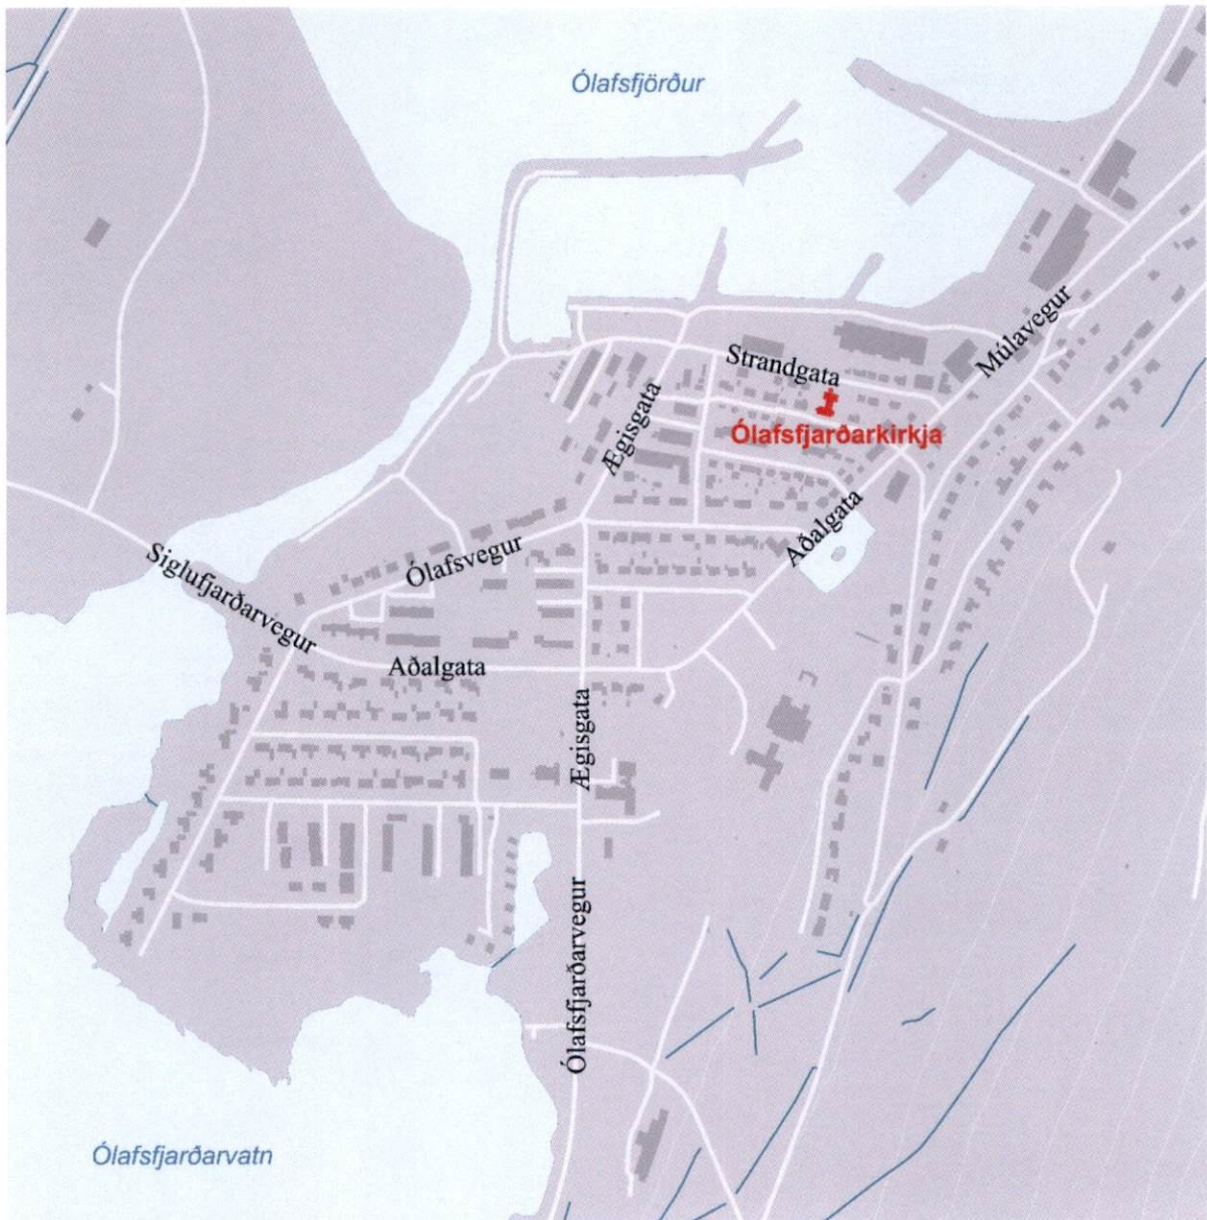 Ólafsfjörður
Múlavegur
Strandgata
Ægisgata
Ólafsfjarðarkirkja
Aðalgata
Ólafsvegur
Siglufjarðarvegur
Aðalgata
Ægisgata
Ólafsfjarðarvegur
Ólafsfjarðarvatn